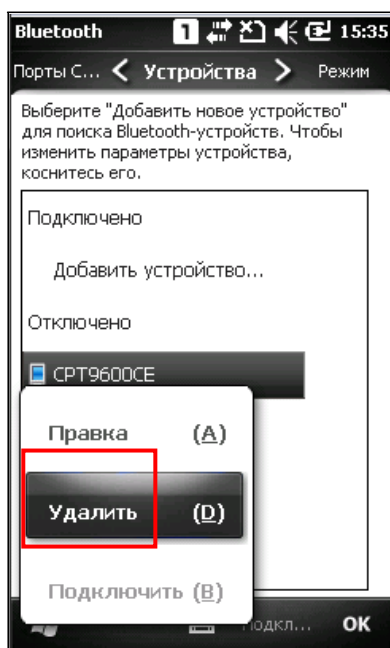 Bluetooth 1 15:35
Порты С... Устройства Режим
Выберите "Добавить новое устройство"
для поиска Bluetooth-устройств. Чтобы
изменить параметры устройства,
коснитесь его.
Подключено
Добавить устройство...
Отключено
CPT9600CE
Правка (A)
Удалить (D)
Подключить (B)
Подкл... OK